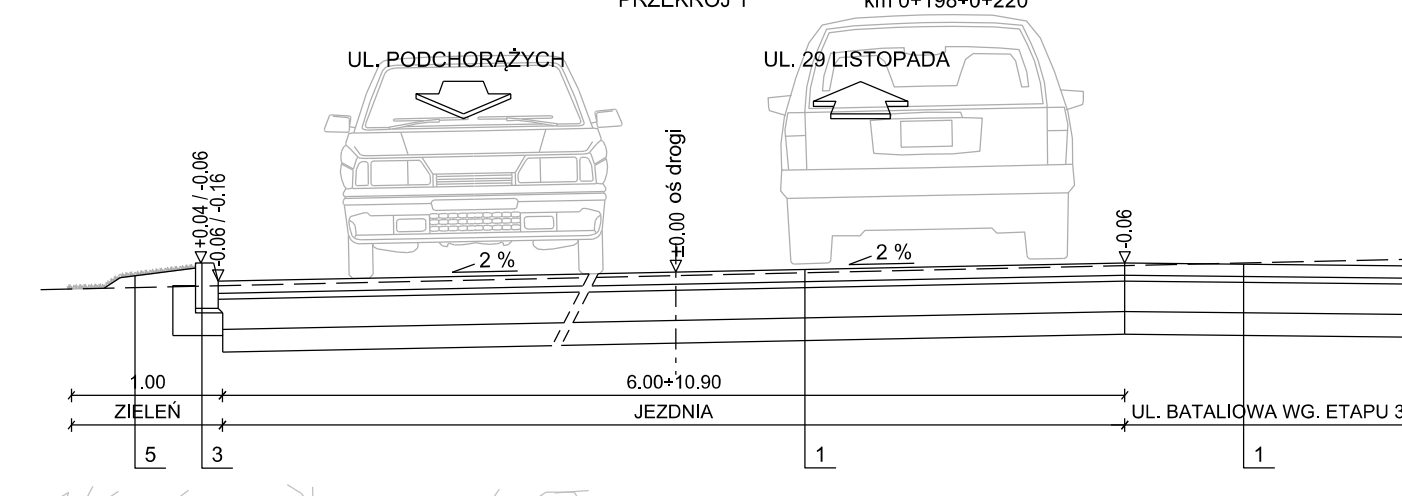 PRZEKRÓJ 1 km 0+198÷0+220
UL. PODCHORĄŻYCH UL. 29 LISTOPADA
+0.04 / -0.06
-0.06 / -0.16
±0.00 oś drogi
-0.06
2 % 2 %
1.00 6.00÷10.90
ZIELEŃ JEZDNIA UL. BATALIOWA WG. ETAPU 3
5 3 1 1